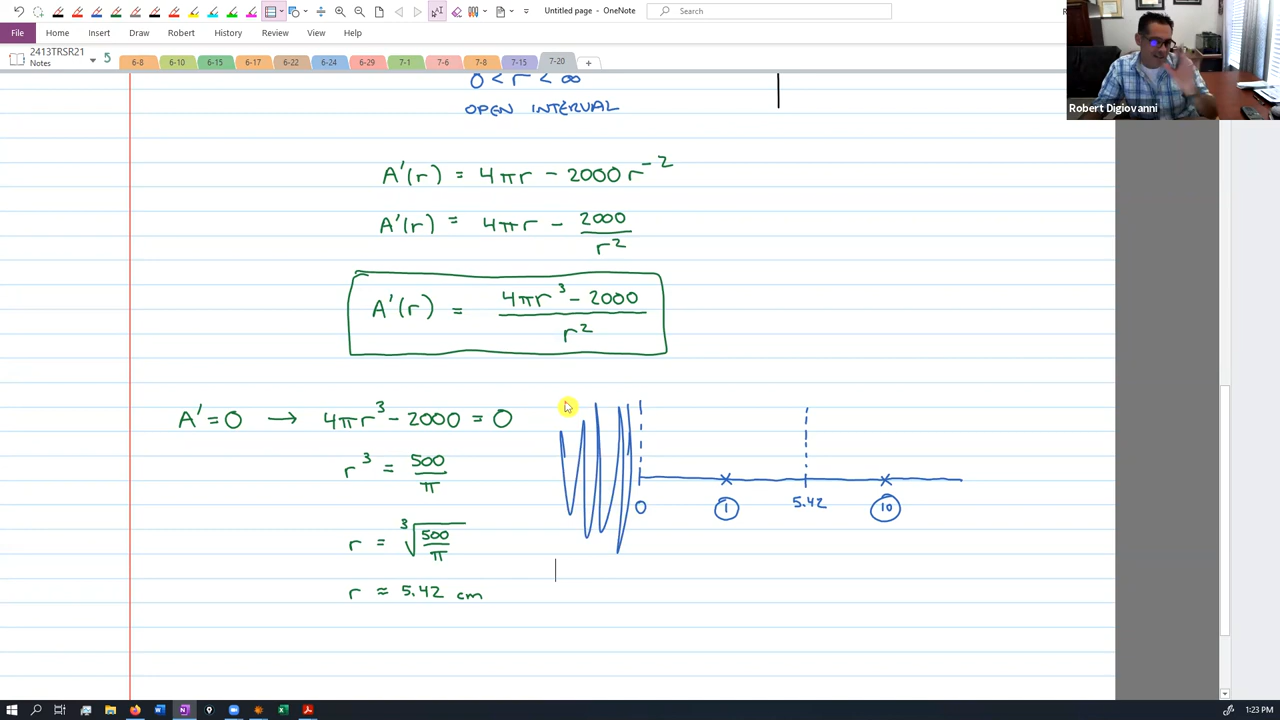 Untitled page - OneNote
Search
File Home Insert Draw Robert History Review View Help
2413TRSR21
Notes
5
6-8 6-10 6-15 6-17 6-22 6-24 6-29 7-1 7-6 7-8 7-15 7-20 +
Robert Digiovanni
0 < r < ∞
OPEN INTERVAL
A'(r) = 4πr - 2000 r⁻²
A'(r) = 4πr - 2000/r²
A'(r) = (4πr³ - 2000)/r²
A' = 0 → 4πr³ - 2000 = 0
r³ = 500/π
r = ∛(500/π)
r ≈ 5.42 cm
0 1 5.42 10
1:23 PM